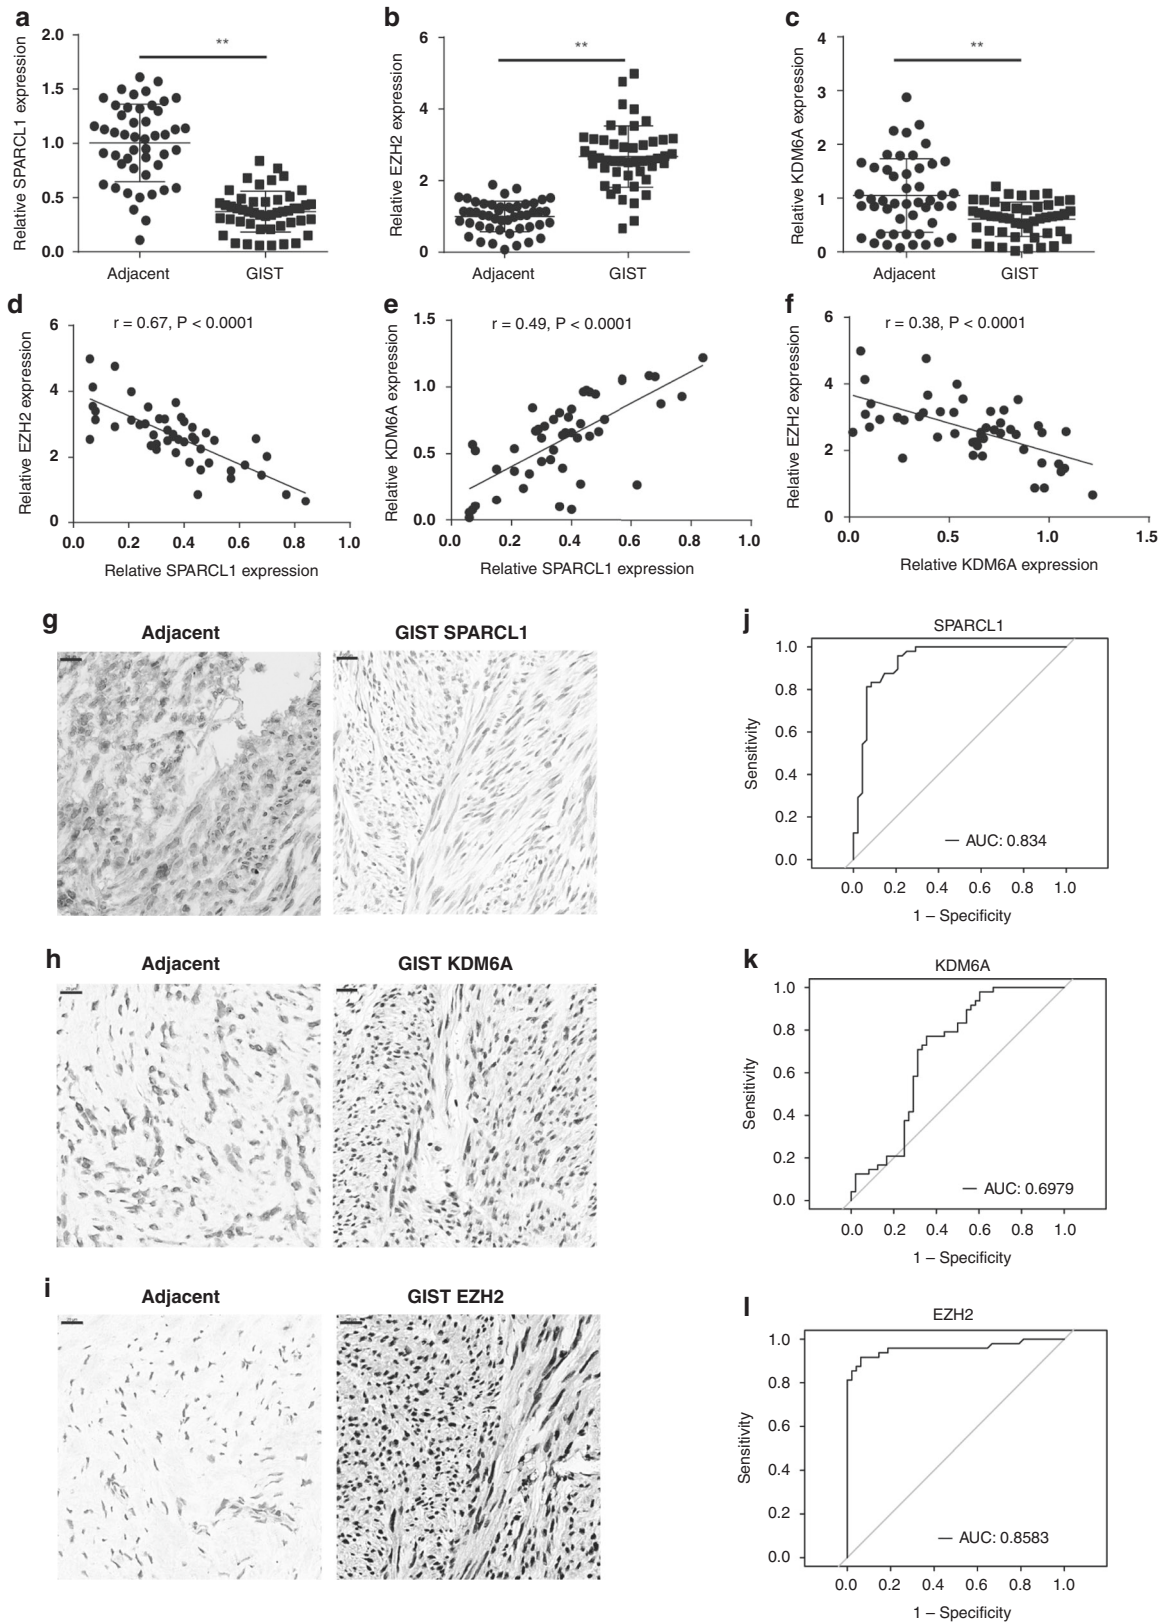 a
b
c
Relative SPARCL1 expression
2.0
1.5
1.0
0.5
0.0
**
Adjacent
GIST
Relative EZH2 expression
6
4
2
0
**
Adjacent
GIST
Relative KDM6A expression
4
3
2
1
0
**
Adjacent
GIST
d
e
f
r = 0.67, P < 0.0001
Relative EZH2 expression
6
4
2
0
0.0 0.2 0.4 0.6 0.8 1.0
Relative SPARCL1 expression
r = 0.49, P < 0.0001
Relative KDM6A expression
1.5
1.0
0.5
0.0
0.0 0.2 0.4 0.6 0.8 1.0
Relative SPARCL1 expression
r = 0.38, P < 0.0001
Relative EZH2 expression
6
4
2
0
0.0 0.5 1.0 1.5
Relative KDM6A expression
g
Adjacent
GIST SPARCL1
j
SPARCL1
Sensitivity
1.0
0.8
0.6
0.4
0.2
0.0
AUC: 0.834
0.0 0.2 0.4 0.6 0.8 1.0
1 – Specificity
h
Adjacent
GIST KDM6A
k
KDM6A
Sensitivity
1.0
0.8
0.6
0.4
0.2
0.0
AUC: 0.6979
0.0 0.2 0.4 0.6 0.8 1.0
1 – Specificity
i
Adjacent
GIST EZH2
l
EZH2
Sensitivity
1.0
0.8
0.6
0.4
0.2
0.0
AUC: 0.8583
0.0 0.2 0.4 0.6 0.8 1.0
1 – Specificity